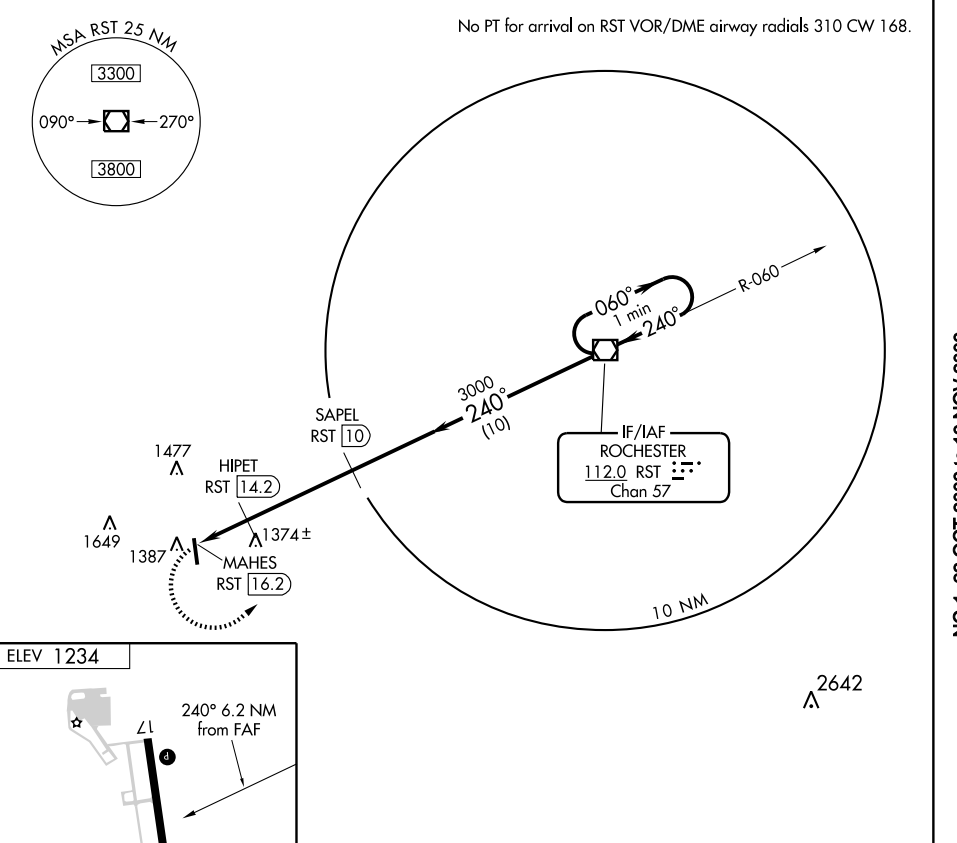 No PT for arrival on RST VOR/DME airway radials 310 CW 168.
MSA RST 25 NM
3300
090°
270°
3800
R-060
060°
1 min
240°
3000
240°
(10)
SAPEL
RST 10
IF/IAF
ROCHESTER
112.0 RST
Chan 57
1477
HIPET
RST 14.2
1649
1387
1374±
MAHES
RST 16.2
10 NM
2642
ELEV 1234
240° 6.2 NM
from FAF
17
P